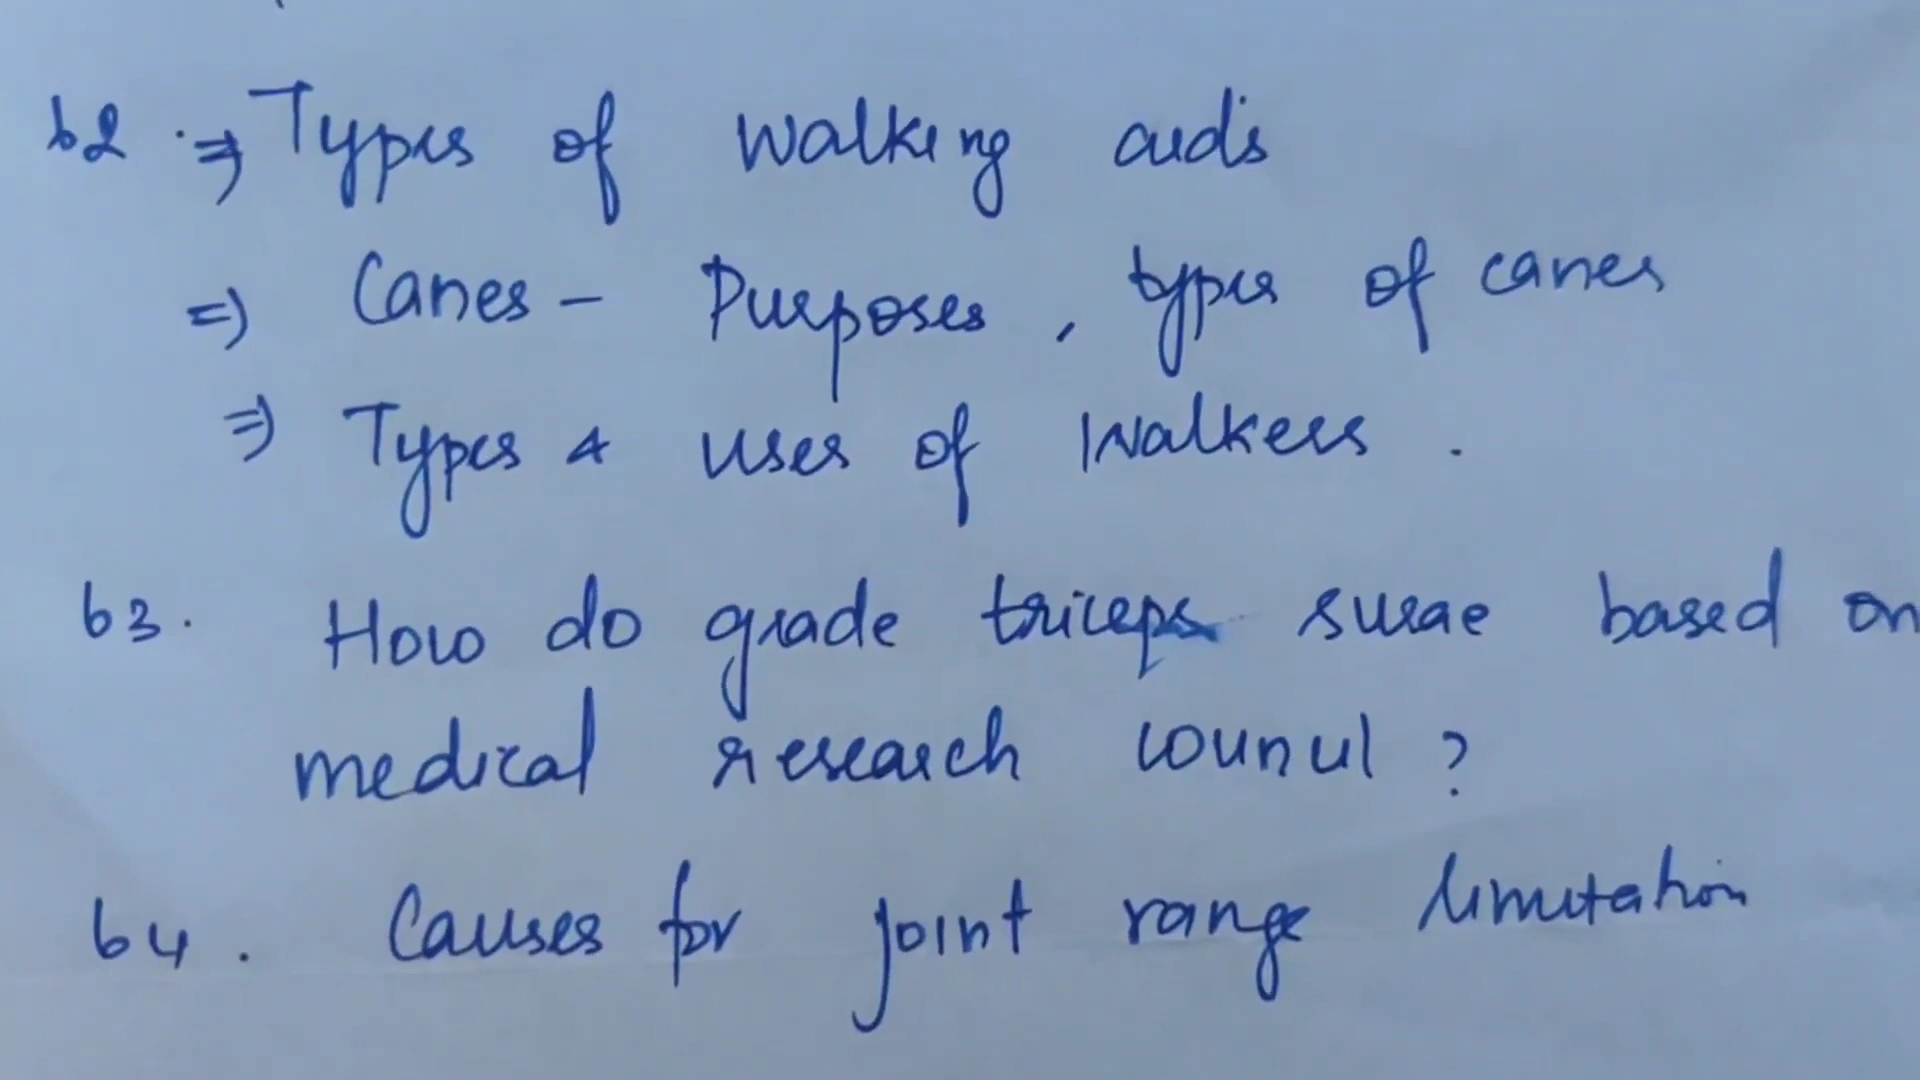 62. ⇒ Types of walking aids
⇒ Canes - Purposes, types of canes
⇒ Types & uses of walkers.
63. How do grade triceps surae based on
medical research council?
64. Causes for joint range limitation